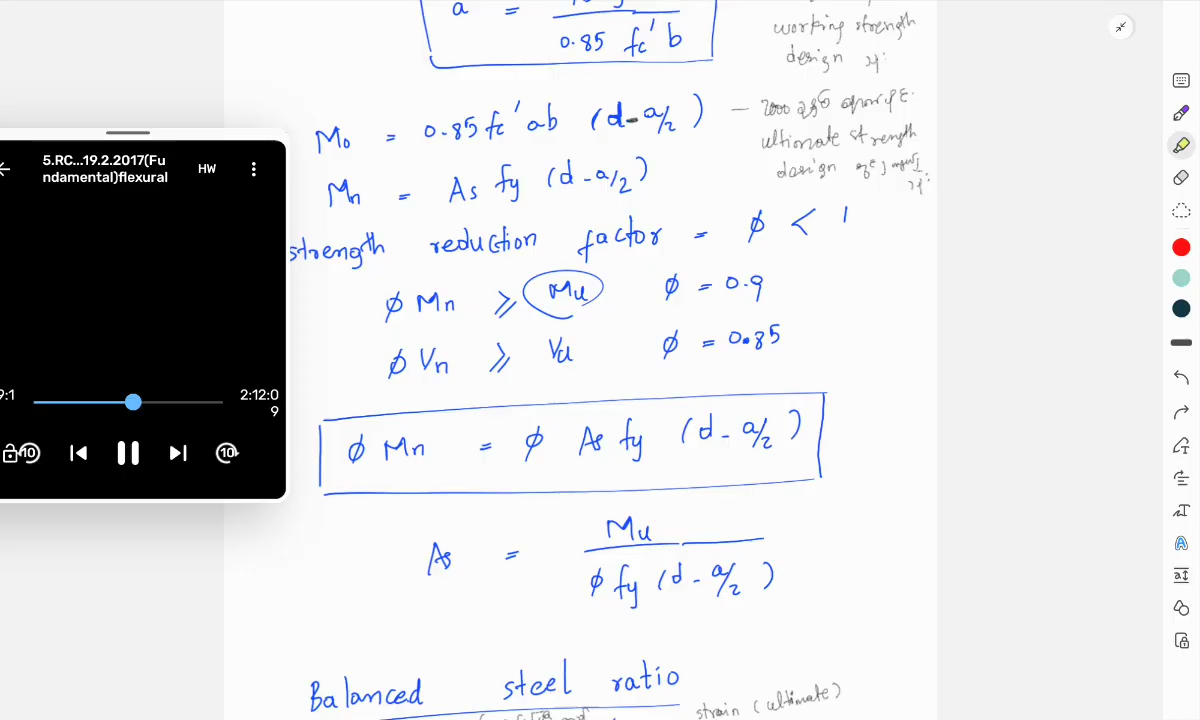 a =
0.85 fc' b
working strength
design
Mo = 0.85 fc' ab (d - a/2)
ultimate strength
design
Mn = As fy (d - a/2)
strength reduction factor = φ < 1
φ Mn ⩾ Mu φ = 0.9
φ Vn ⩾ Vu φ = 0.85
φ Mn = φ As fy (d - a/2)
As = Mu / φ fy (d - a/2)
Balanced steel ratio
strain (ultimate)
5.RC...19.2.2017(Fu
ndamental)flexural
HW
9:1
2:12:0
9
10
10